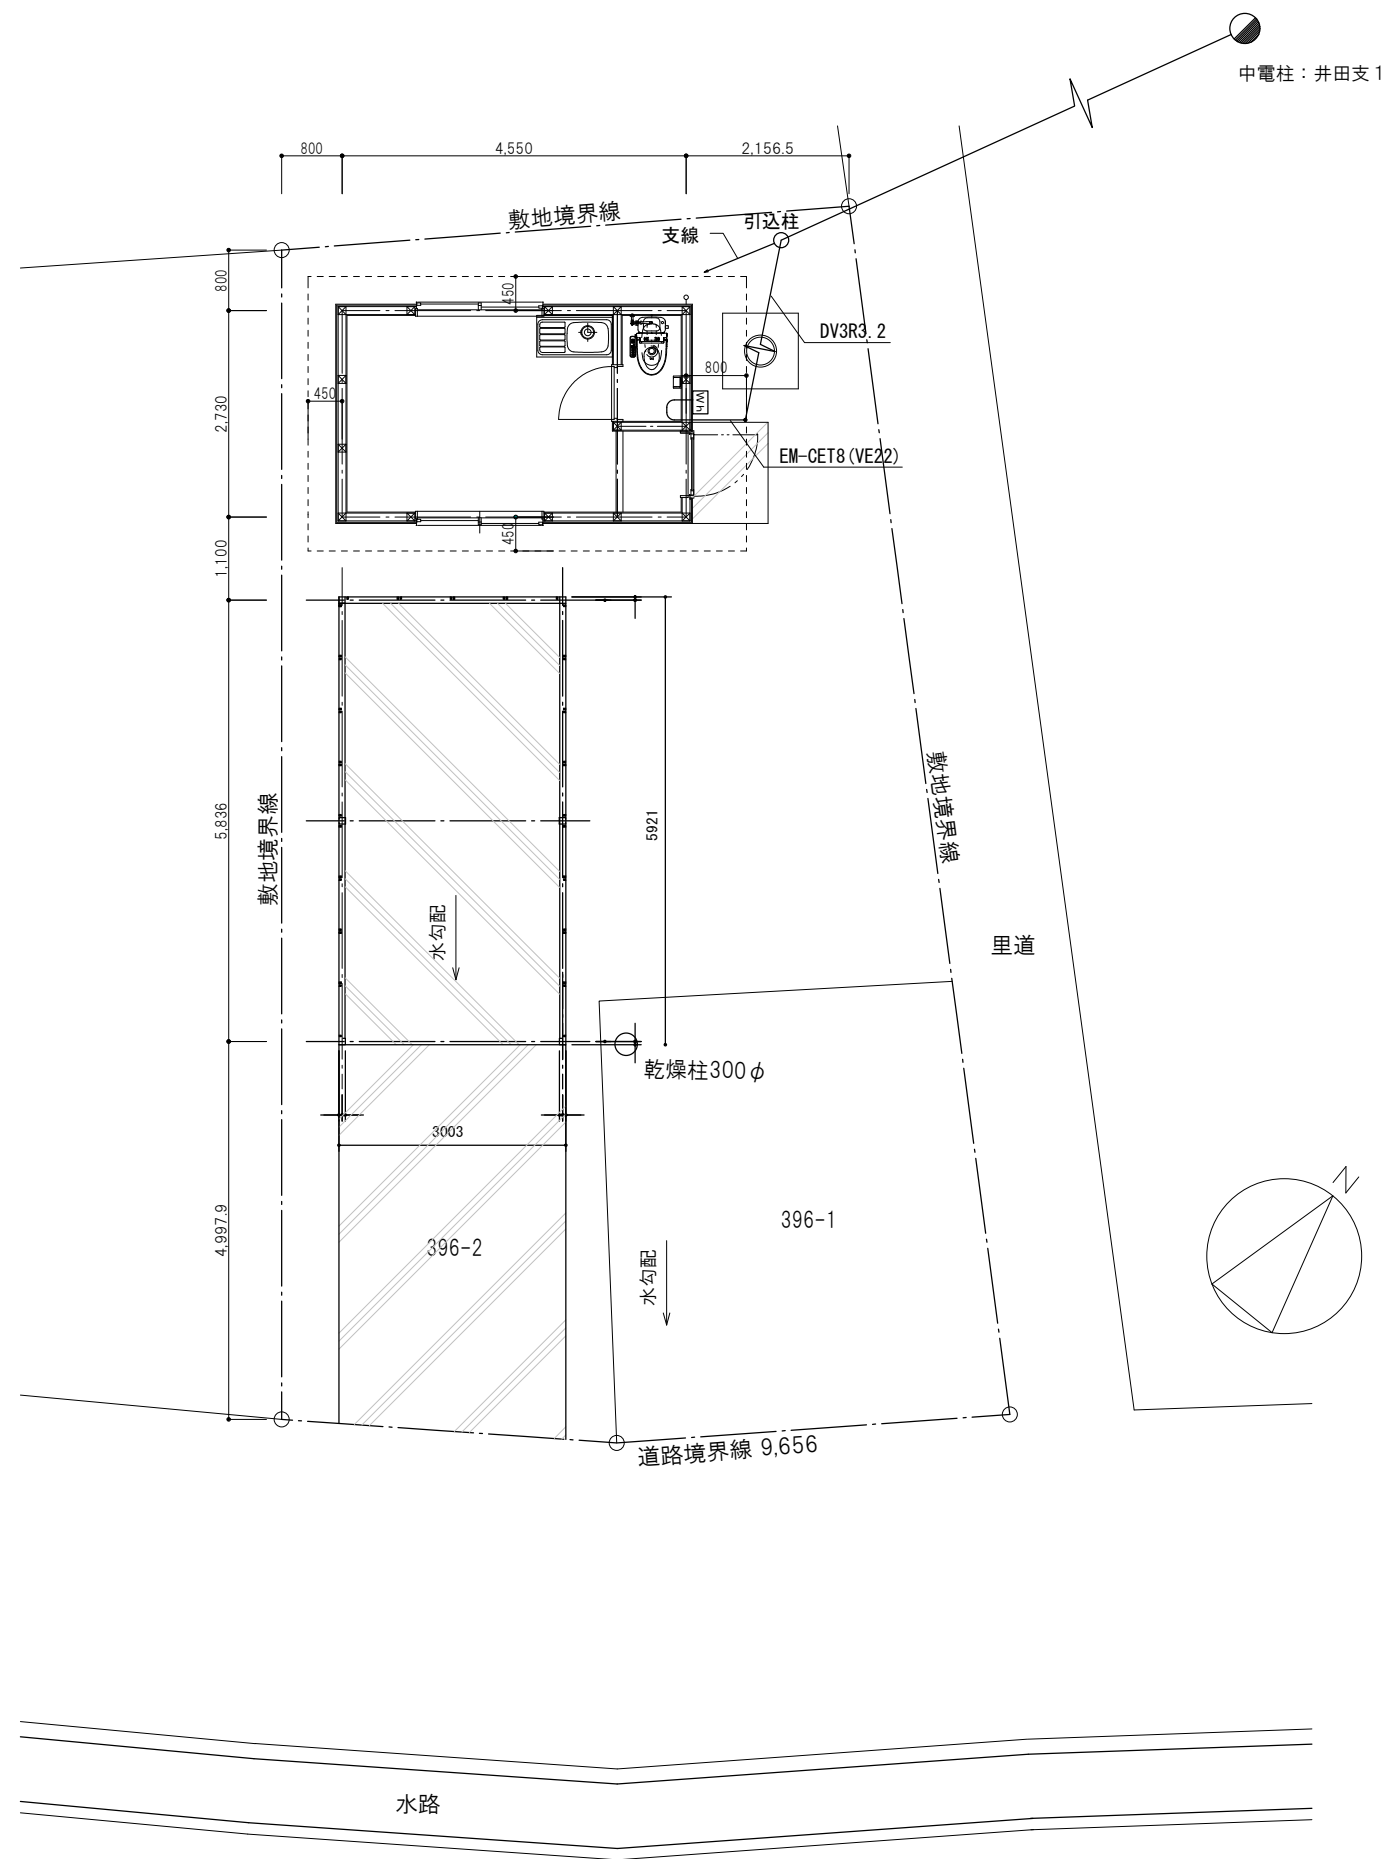 中電柱：井田支1
800
4,550
2,156.5
敷地境界線
引込柱
支線
800
450
DV3R3.2
800
450
2,730
Wh
EM-CET8(VE22)
450
1,100
5,836
敷地境界線
5921
敷地境界線
水勾配
里道
乾燥柱300φ
3003
N
4,997.9
396-2
396-1
水勾配
道路境界線 9,656
水路